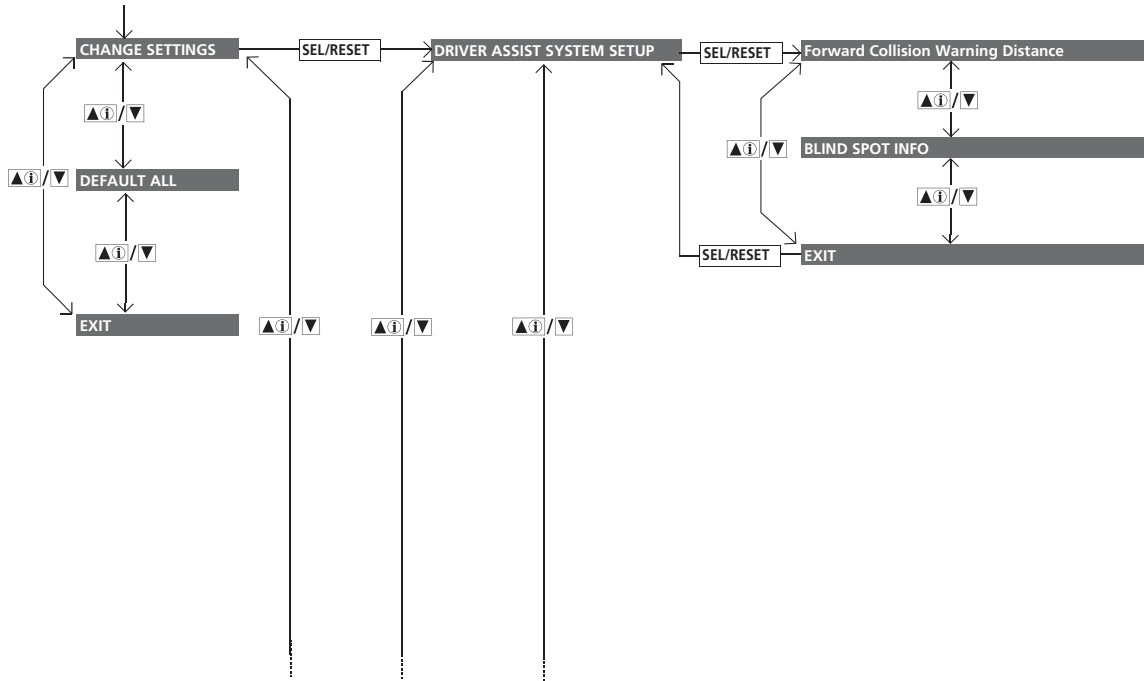 CHANGE SETTINGS
SEL/RESET
DRIVER ASSIST SYSTEM SETUP
SEL/RESET
Forward Collision Warning Distance
▲ⓘ/▼
▲ⓘ/▼
▲ⓘ/▼
BLIND SPOT INFO
▲ⓘ/▼
DEFAULT ALL
▲ⓘ/▼
▲ⓘ/▼
SEL/RESET
EXIT
EXIT
▲ⓘ/▼
▲ⓘ/▼
▲ⓘ/▼